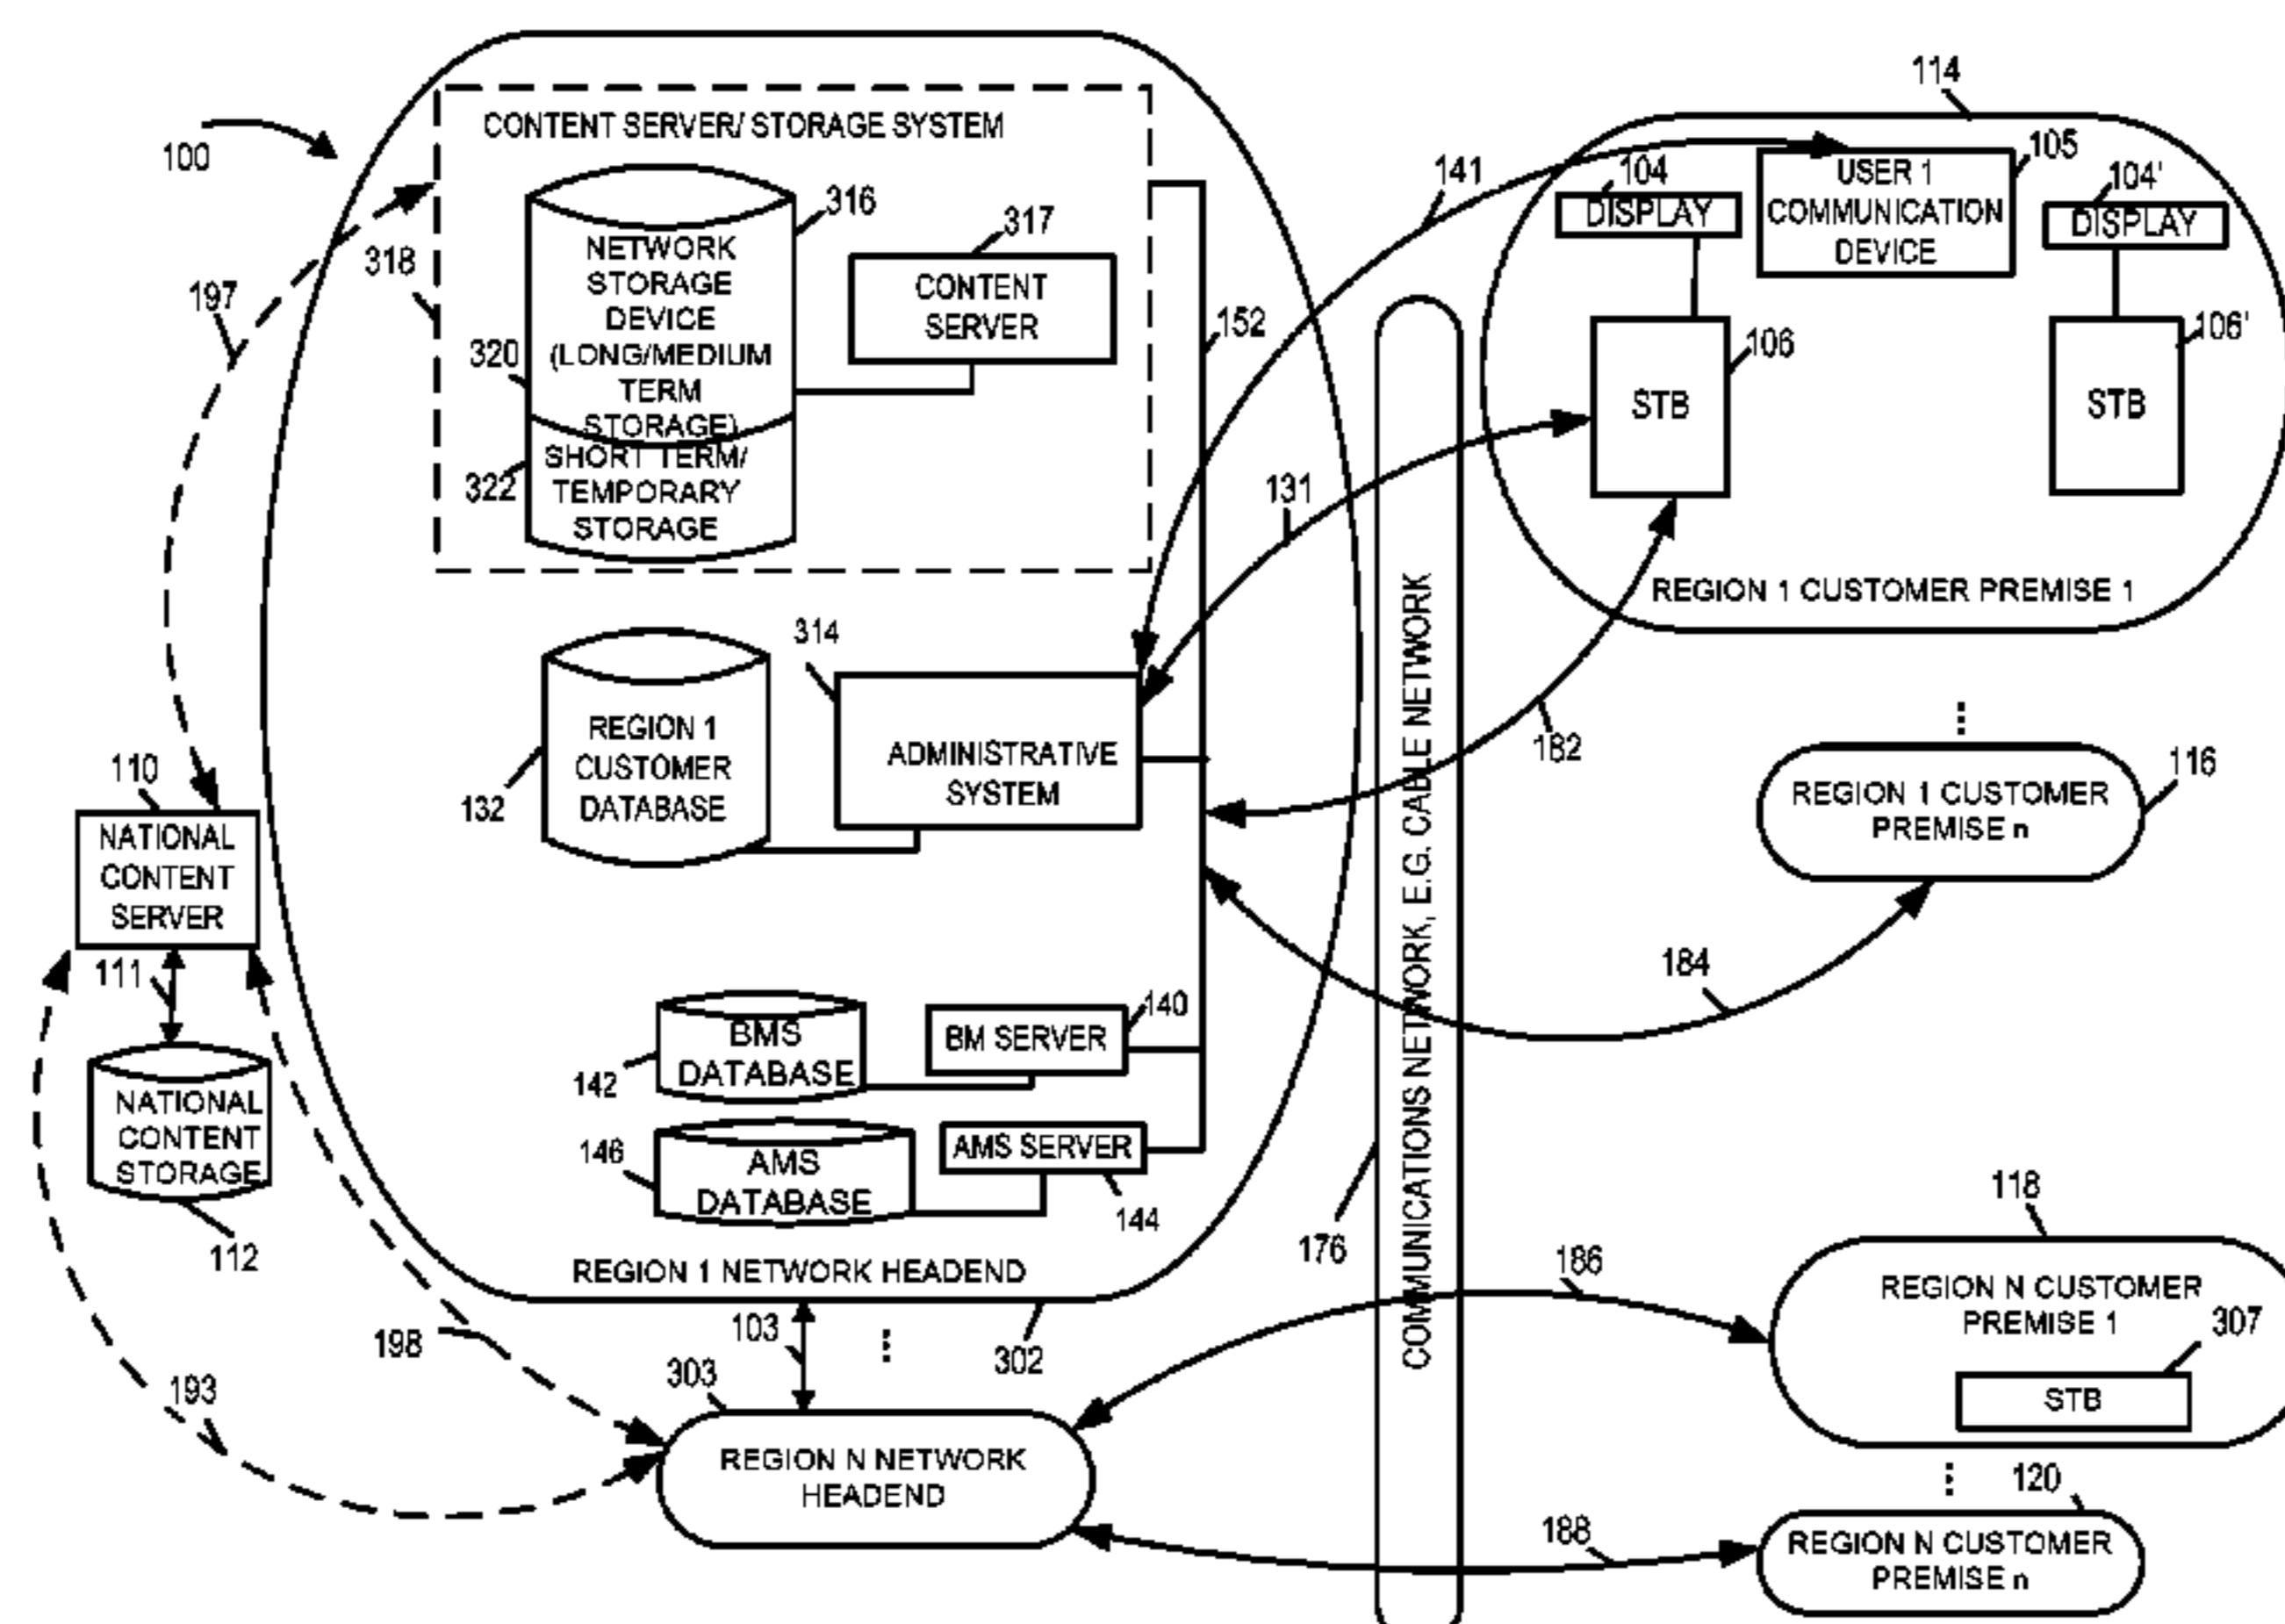 100
CONTENT SERVER/ STORAGE SYSTEM
316
NETWORK
STORAGE
DEVICE
(LONG/MEDIUM
TERM
STORAGE)
320
SHORT TERM/
TEMPORARY
STORAGE
322
317
CONTENT
SERVER
318
197
152
141
131
114
104
DISPLAY
USER 1
COMMUNICATION
DEVICE
105
104'
DISPLAY
106
STB
106'
STB
REGION 1 CUSTOMER PREMISE 1
182
314
REGION 1
CUSTOMER
DATABASE
132
ADMINISTRATIVE
SYSTEM
110
NATIONAL
CONTENT
SERVER
111
NATIONAL
CONTENT
STORAGE
112
REGION 1 CUSTOMER
PREMISE n
116
184
BMS
DATABASE
142
BM SERVER
140
AMS
DATABASE
146
AMS SERVER
144
REGION 1 NETWORK HEADEND
302
103
⋮
198
193
303
REGION N NETWORK
HEADEND
176
COMMUNICATIONS NETWORK, E.G. CABLE NETWORK
⋮
186
118
REGION N CUSTOMER
PREMISE 1
307
STB
⋮
120
188
REGION N CUSTOMER
PREMISE n